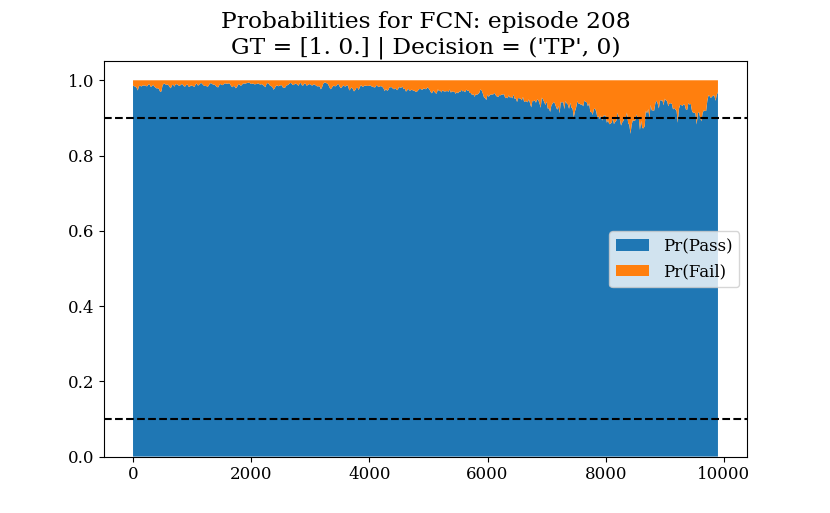 Probabilities for FCN: episode 208
GT = [1. 0.] | Decision = ('TP', 0)
1.0
0.8
0.6
0.4
0.2
0.0
Pr(Pass)
Pr(Fail)
0 2000 4000 6000 8000 10000